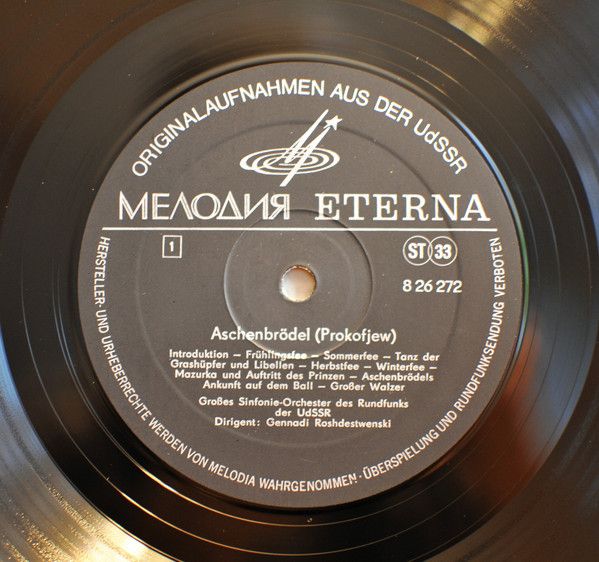 ORIGINALAUFNAHMEN AUS DER UdSSR
МЕЛОДИЯ ETERNA
1
ST 33
8 26 272
Aschenbrödel (Prokofjew)
Introduktion – Frühlingsfee – Sommerfee – Tanz der
Grashüpfer und Libellen – Herbstfee – Winterfee –
Mazurka und Auftritt des Prinzen – Aschenbrödels
Ankunft auf dem Ball – Großer Walzer
Großes Sinfonie-Orchester des Rundfunks
der UdSSR
Dirigent: Gennadi Roshdestwenski
HERSTELLER- UND URHEBERRECHTE WERDEN VON MELODIA WAHRGENOMMEN · ÜBERSPIELUNG UND RUNDFUNKSENDUNG VERBOTEN